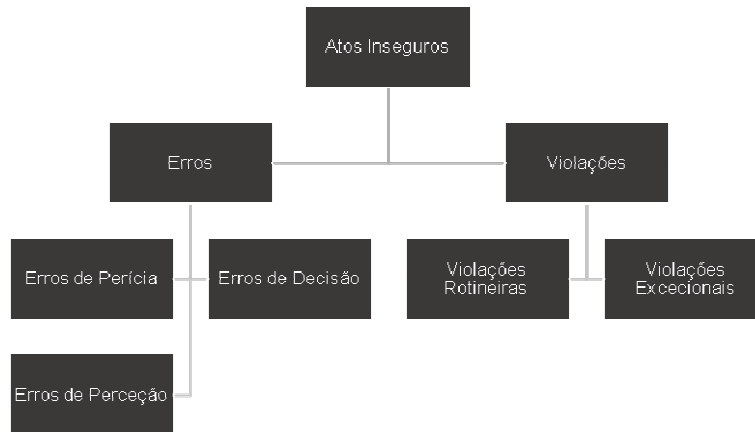 Atos Inseguros
Erros
Violações
Erros de Perícia
Erros de Decisão
Violações
Rotineiras
Violações
Excecionais
Erros de Perceção